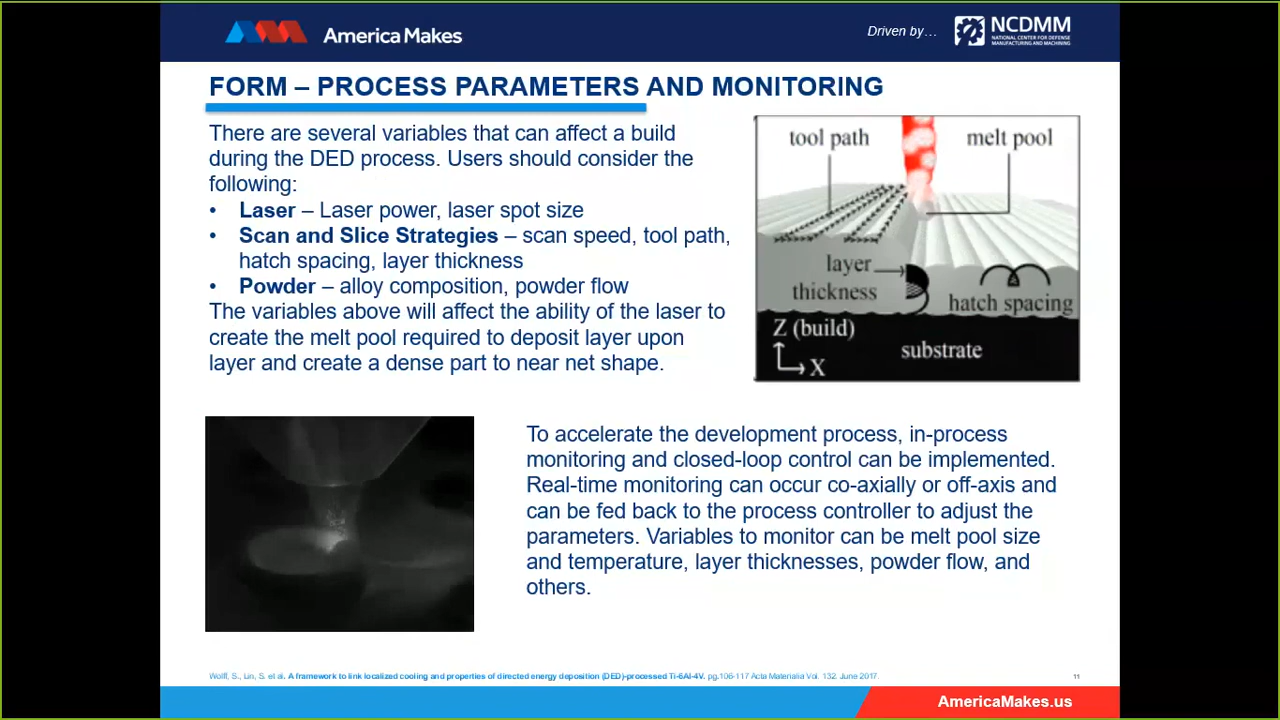 America Makes
Driven by…
NCDMM
NATIONAL CENTER FOR DEFENSE
MANUFACTURING AND MACHINING
FORM – PROCESS PARAMETERS AND MONITORING
There are several variables that can affect a build
during the DED process. Users should consider the
following:
• Laser – Laser power, laser spot size
• Scan and Slice Strategies – scan speed, tool path,
hatch spacing, layer thickness
• Powder – alloy composition, powder flow
The variables above will affect the ability of the laser to
create the melt pool required to deposit layer upon
layer and create a dense part to near net shape.
tool path
melt pool
layer
thickness
hatch spacing
Z (build)
X
substrate
To accelerate the development process, in-process
monitoring and closed-loop control can be implemented.
Real-time monitoring can occur co-axially or off-axis and
can be fed back to the process controller to adjust the
parameters. Variables to monitor can be melt pool size
and temperature, layer thicknesses, powder flow, and
others.
Wolff, S., Lin, S. et al. A framework to link localized cooling and properties of directed energy deposition (DED)-processed Ti-6Al-4V. pg.106-117 Acta Materialia Vol. 132. June 2017.
11
AmericaMakes.us